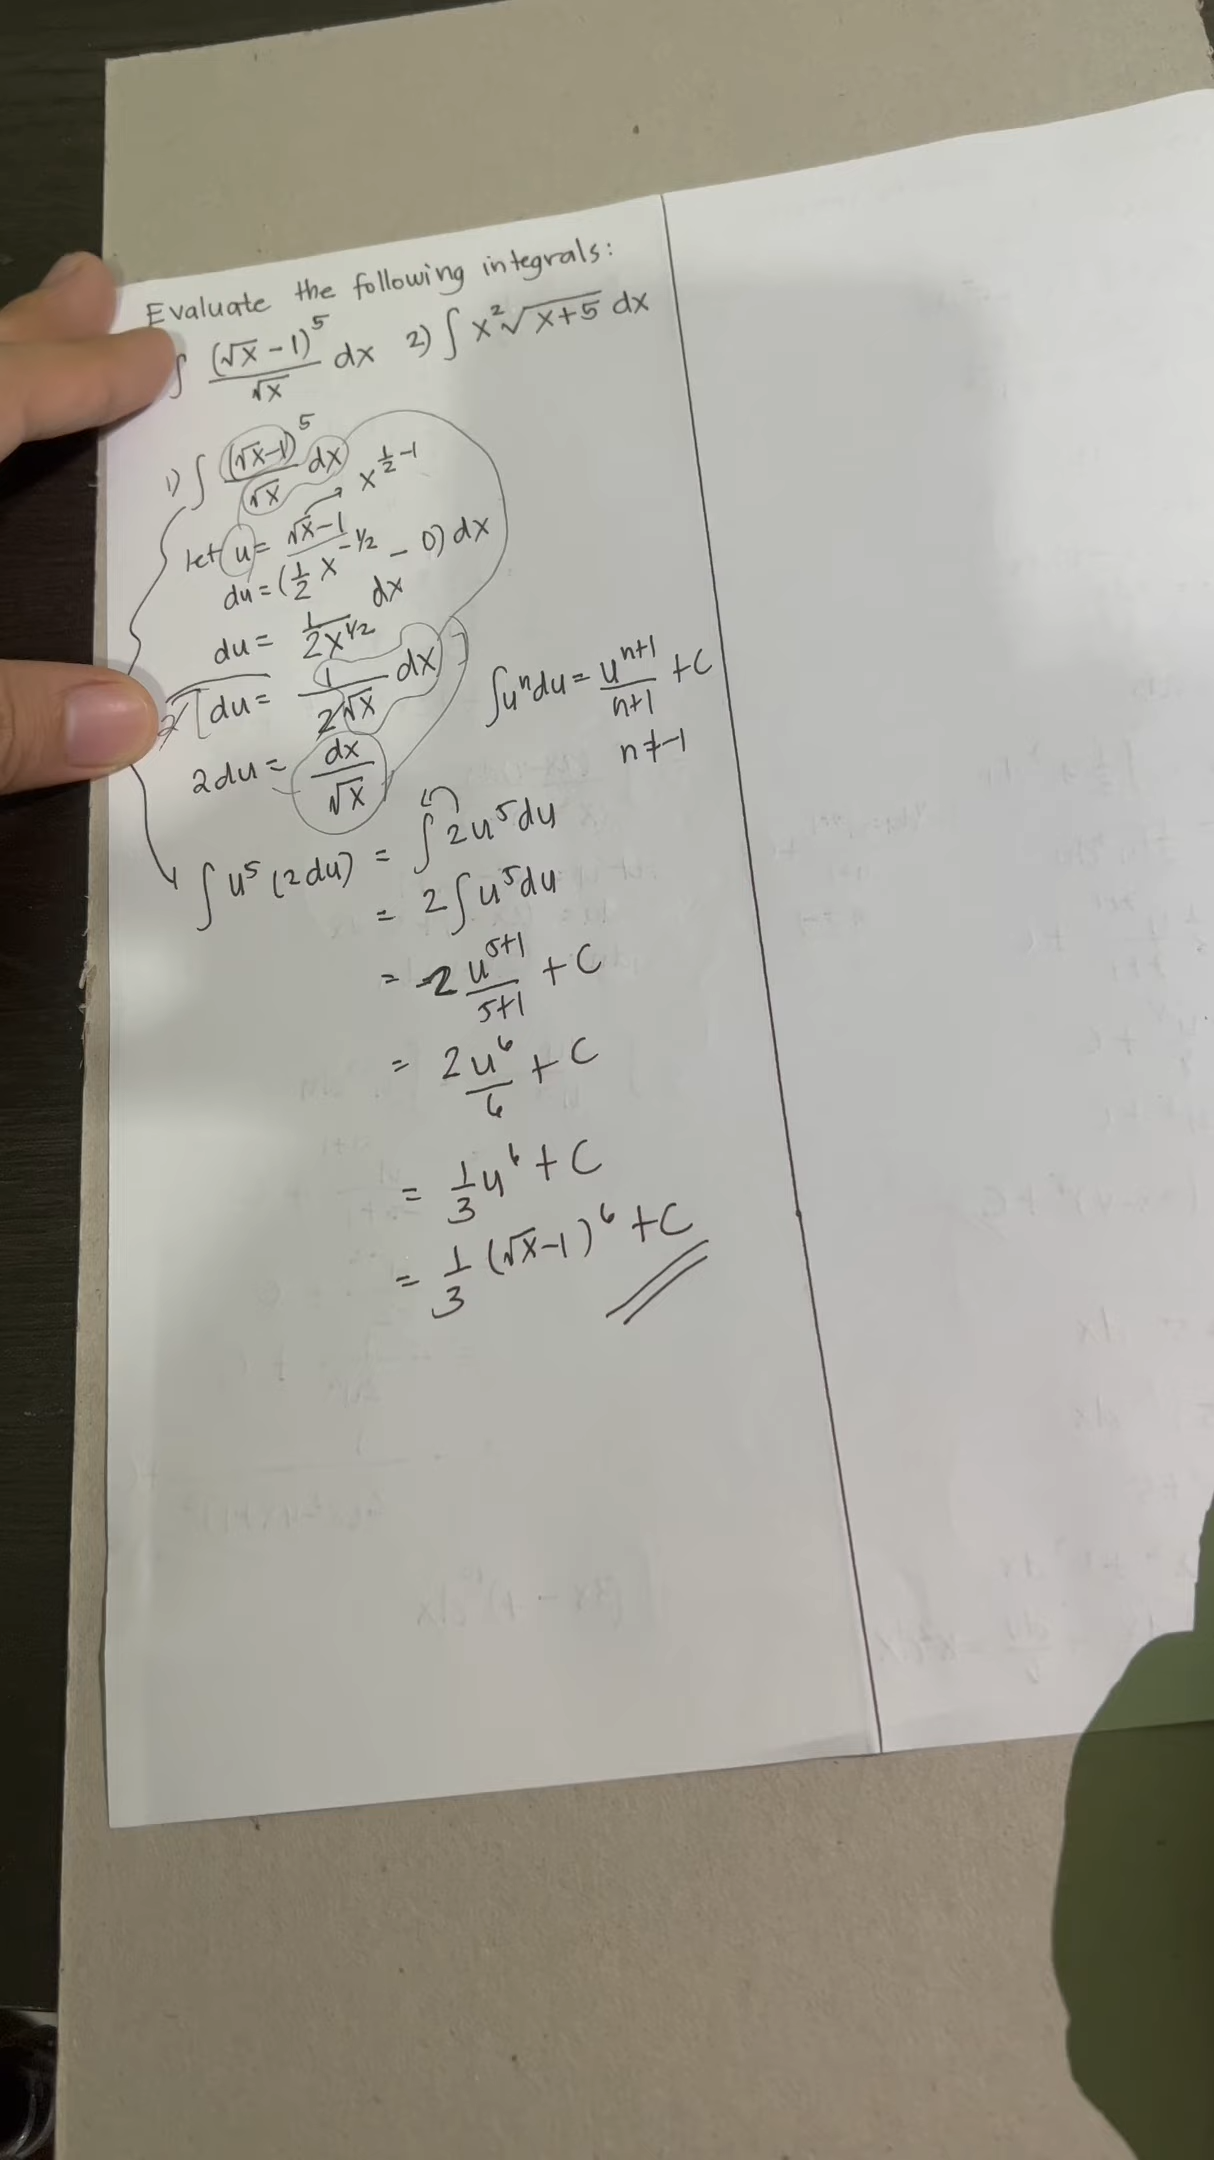 Evaluate the following integrals:
∫ (√x - 1)^5 / √x dx 2) ∫ x^2 √(x+5) dx
1) ∫ (√x-1)^5 / √x dx
x^(1/2 - 1)
let u = √x-1
du = (1/2 x^(-1/2) - 0) dx
du = 1/(2x^(1/2)) dx
2[du = 1/(2√x) dx]
2du = dx/√x
∫u^n du = u^(n+1)/(n+1) + C
n ≠ -1
∫ u^5 (2du) = ∫ 2u^5 du
= 2∫ u^5 du
= 2 u^(5+1)/(5+1) + C
= 2u^6/6 + C
= 1/3 u^6 + C
= 1/3 (√x-1)^6 + C